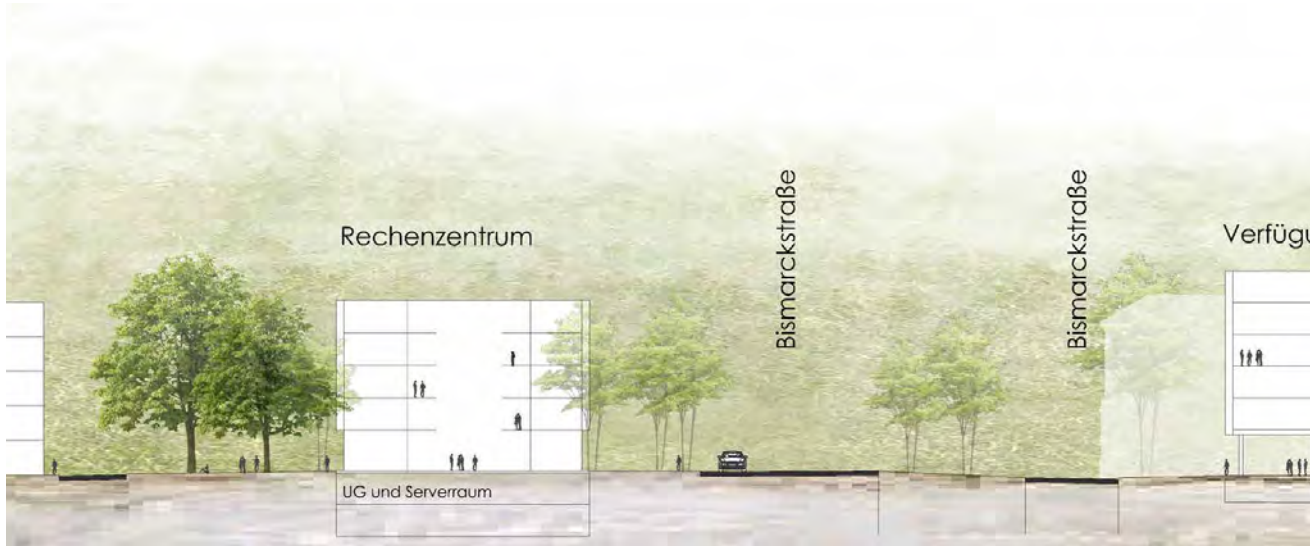 Rechenzentrum
Bismarckstraße
Bismarckstraße
Verfügu
UG und Serverraum